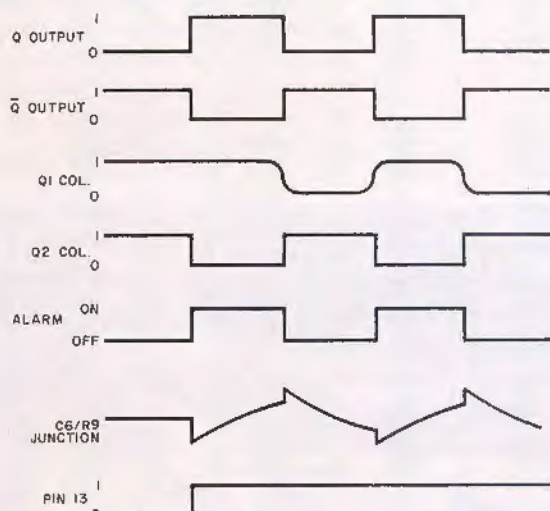 1
Q OUTPUT
0
1
Q̅ OUTPUT
0
1
Q1 COL.
0
1
Q2 COL.
0
ON
ALARM
OFF
C6/R9
JUNCTION
1
PIN 13
0